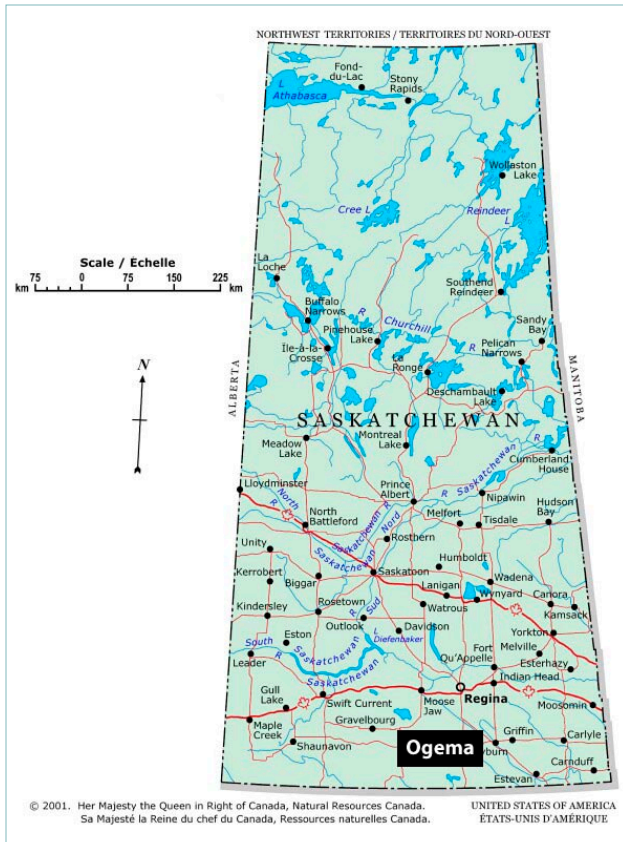 NORTHWEST TERRITORIES / TERRITOIRES DU NORD-OUEST
Fond-
du-Lac
Stony
Rapids
L
Athabasca
Wollaston
Lake
Cree L
Reindeer
L
Scale / Échelle
75 0 75 150 225
km km
La
Loche
Southend
Reindeer
Buffalo
Narrows
R
Churchill
Sandy
Bay
Pinehouse
Lake
R
Pelican
Narrows
Île-à-la-
Crosse
La
Ronge
N
ALBERTA
MANITOBA
Deschambault
Lake
SASKATCHEWAN
Meadow
Lake
Montreal
Lake
R
Cumberland
House
Lloydminster
North
R
Prince
Albert
R
Saskatchewan
Nipawin
North
Battleford
Saskatchewan
R
Nord
Melfort
Tisdale
Hudson
Bay
Rosthern
Unity
Saskatchewan
Humboldt
Kerrobert
Biggar
Saskatoon
Lanigan
Wadena
Wynyard
Canora
Kamsack
Kindersley
Rosetown
R
Sud
Watrous
Outlook
Davidson
Yorkton
Eston
L
Diefenbaker
South
R
Saskatchewan
Melville
Fort
Qu'Appelle
Esterhazy
Leader
Saskatchewan
Indian Head
Gull
Lake
Swift Current
Moose
Jaw
Regina
Moosomin
Maple
Creek
Gravelbourg
Shaunavon
Ogema
yburn
Griffin
Carlyle
Estevan
Carnduff
© 2001. Her Majesty the Queen in Right of Canada, Natural Resources Canada.
Sa Majesté la Reine du chef du Canada, Ressources naturelles Canada.
UNITED STATES OF AMERICA
ÉTATS-UNIS D'AMÉRIQUE